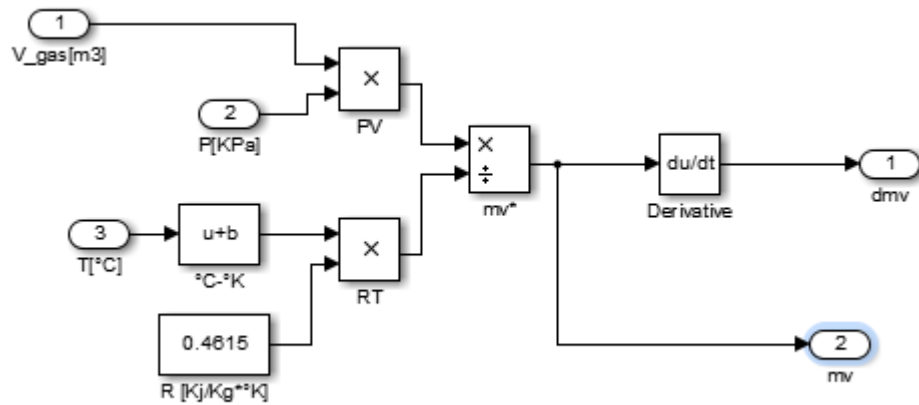 1
V_gas[m3]
×
PV
2
P[KPa]
×
÷
mv*
du/dt
Derivative
1
dmv
3
T[°C]
u+b
°C-°K
×
RT
0.4615
R [Kj/Kg*°K]
2
mv